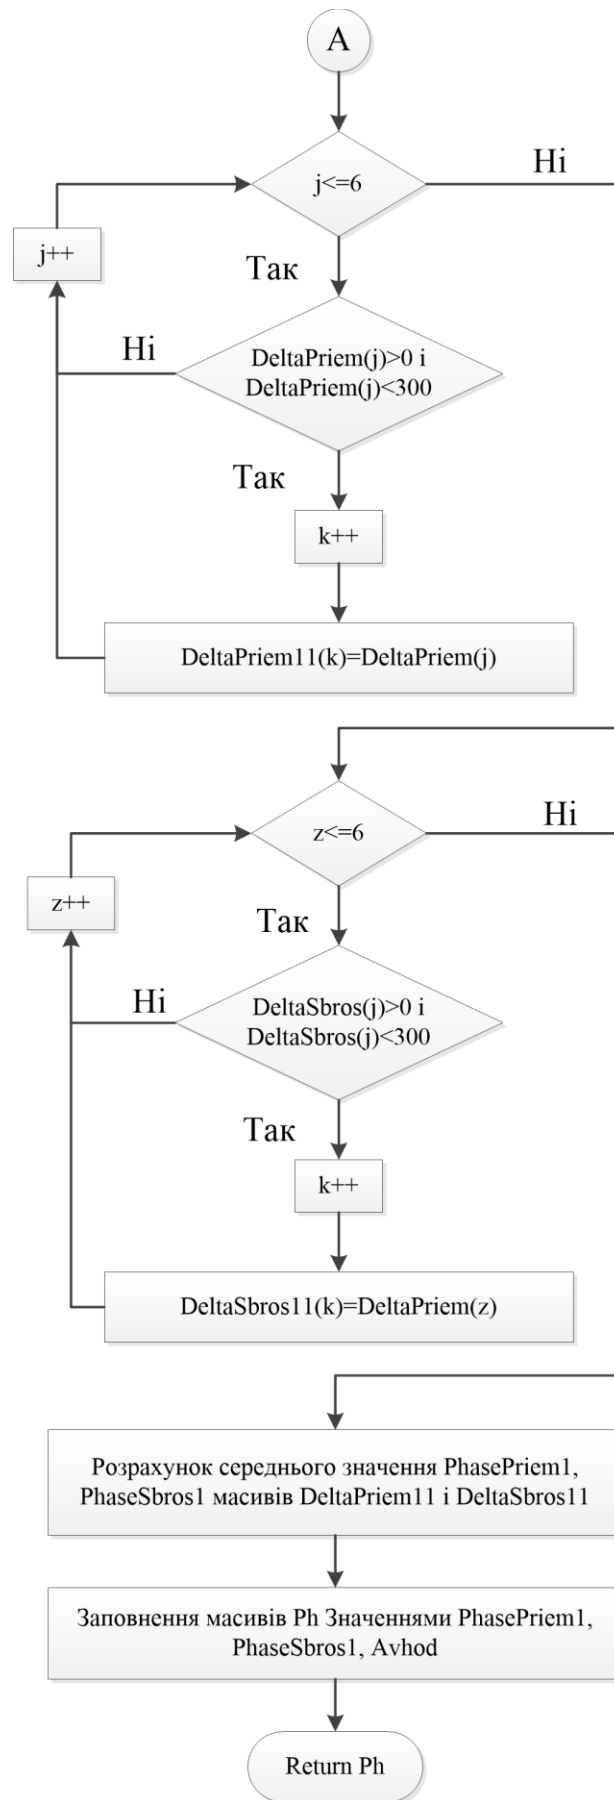 A
j<=6
Ні
j++
Так
DeltaPriem(j)>0 і
DeltaPriem(j)<300
Ні
Так
k++
DeltaPriem11(k)=DeltaPriem(j)
z<=6
Ні
z++
Так
DeltaSbros(j)>0 і
DeltaSbros(j)<300
Ні
Так
k++
DeltaSbros11(k)=DeltaPriem(z)
Розрахунок середнього значення PhasePriem1,
PhaseSbros1 масивів DeltaPriem11 і DeltaSbros11
Заповнення масивів Ph Значеннями PhasePriem1,
PhaseSbros1, Avhod
Return Ph